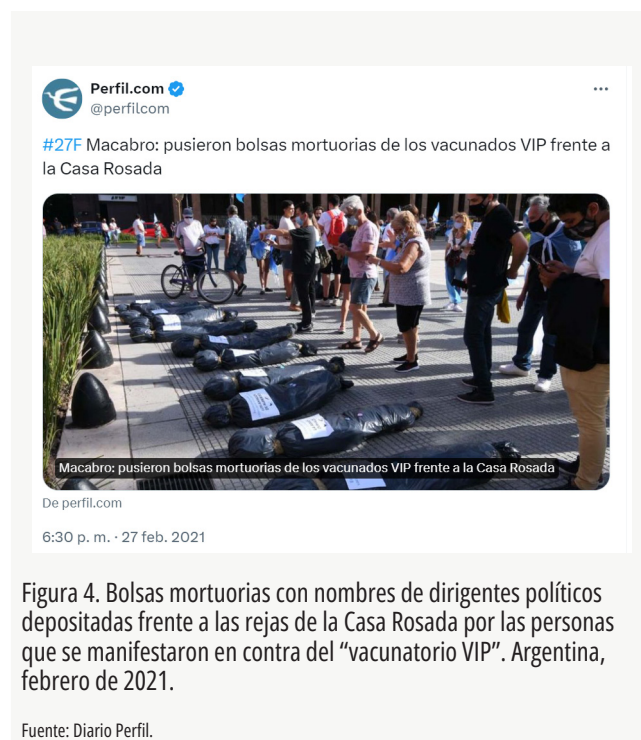 Perfil.com
@perfilcom
#27F Macabro: pusieron bolsas mortuorias de los vacunados VIP frente a
la Casa Rosada
Macabro: pusieron bolsas mortuorias de los vacunados VIP frente a la Casa Rosada
De perfil.com
6:30 p. m. · 27 feb. 2021
Figura 4. Bolsas mortuorias con nombres de dirigentes políticos
depositadas frente a las rejas de la Casa Rosada por las personas
que se manifestaron en contra del “vacunatorio VIP”. Argentina,
febrero de 2021.
Fuente: Diario Perfil.